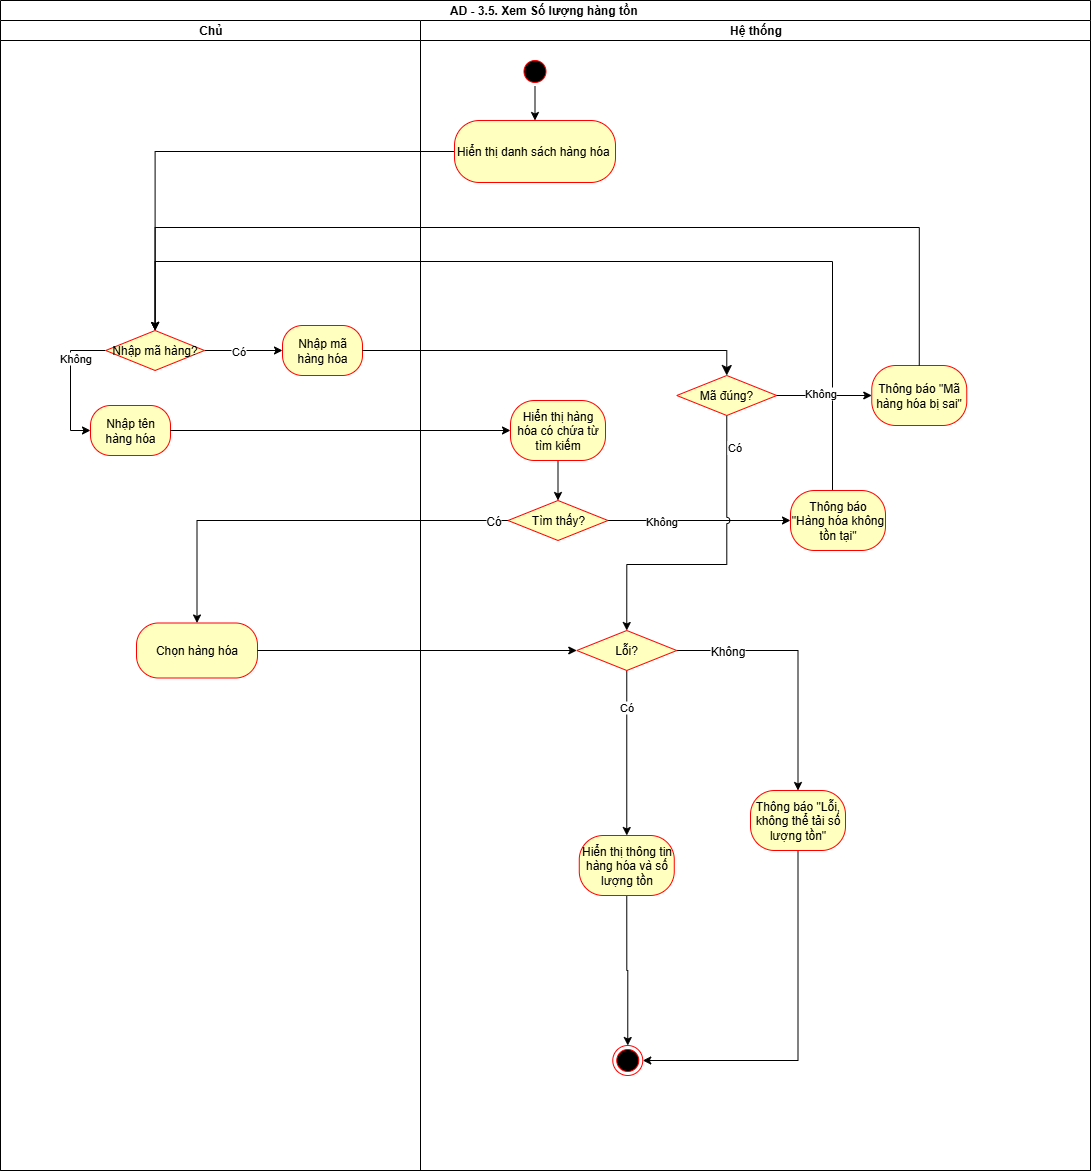 AD - 3.5. Xem Số lượng hàng tồn
Chủ
Hệ thống
Hiển thị danh sách hàng hóa
Nhập mã hàng?
Có
Nhập mã
hàng hóa
Không
Mã đúng?
Không
Thông báo "Mã
hàng hóa bị sai"
Nhập tên
hàng hóa
Hiển thị hàng
hóa có chứa từ
tìm kiếm
Có
Tìm thấy?
Có
Không
Thông báo
"Hàng hóa không
tồn tại"
Chọn hàng hóa
Lỗi?
Không
Có
Thông báo "Lỗi,
không thể tải số
lượng tồn"
Hiển thị thông tin
hàng hóa và số
lượng tồn